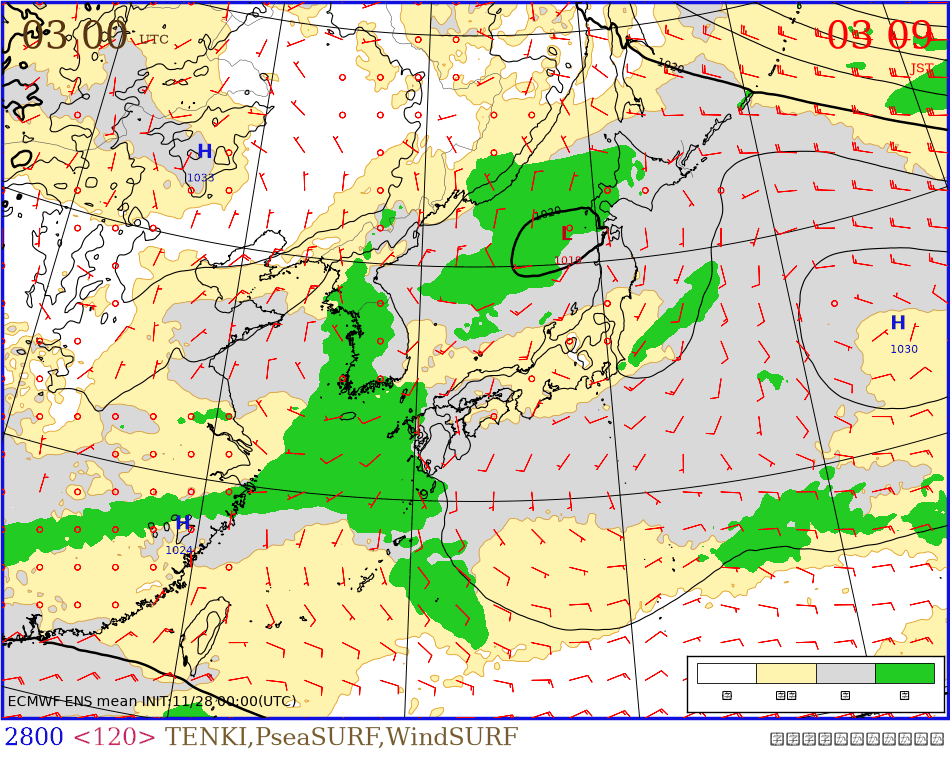 03 00 UTC
03 09
JST
1020
H
1033
1020
L
1019
H
1030
H
1024
ECMWF ENS mean INIT:11/28 00:00(UTC)
2800 <120> TENKI,PseaSURF,WindSURF